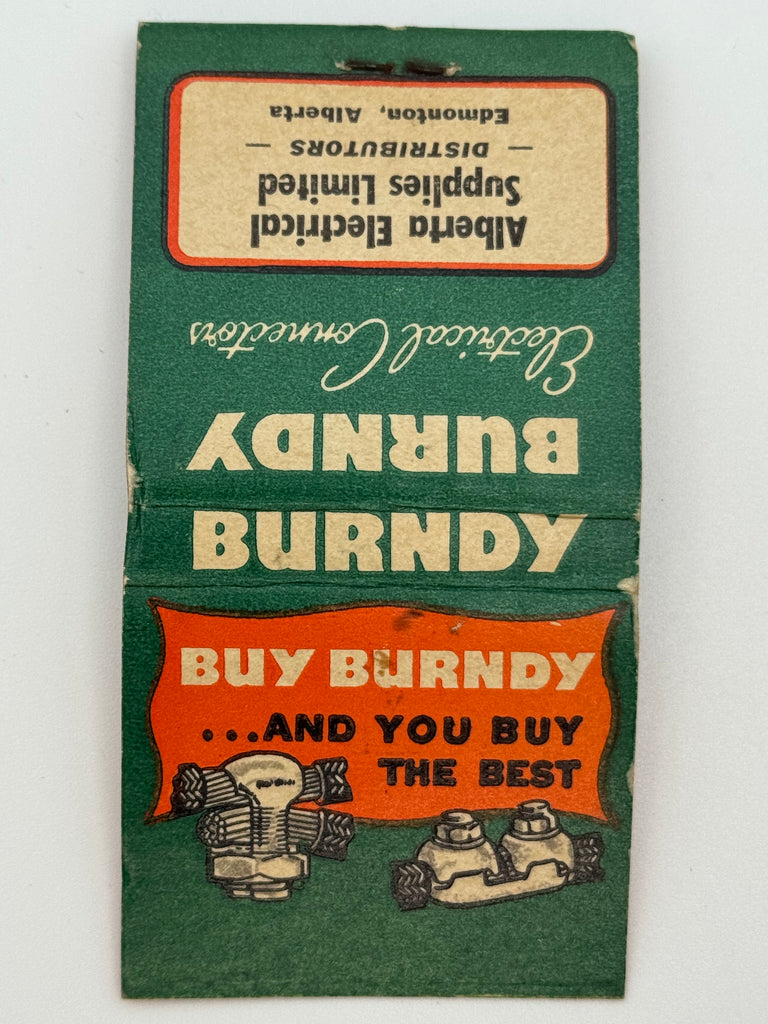 Edmonton, Alberta
— DISTRIBUTORS —
Supplies Limited
Alberta Electrical
Electrical Connectors
BURNDY
BURNDY
BUY BURNDY
...AND YOU BUY
THE BEST